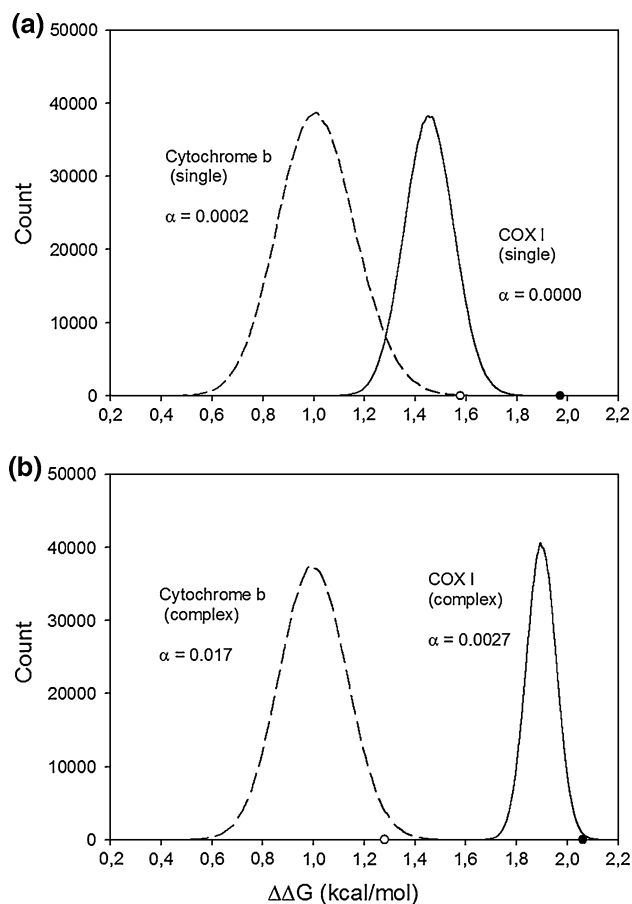 (a)
50000
40000
30000
20000
10000
0
Count
Cytochrome b
(single)
α = 0.0002
COX I
(single)
α = 0.0000
0,2 0,4 0,6 0,8 1,0 1,2 1,4 1,6 1,8 2,0 2,2
(b)
50000
40000
30000
20000
10000
0
Count
Cytochrome b
(complex)
α = 0.017
COX I
(complex)
α = 0.0027
0,2 0,4 0,6 0,8 1,0 1,2 1,4 1,6 1,8 2,0 2,2
ΔΔG (kcal/mol)